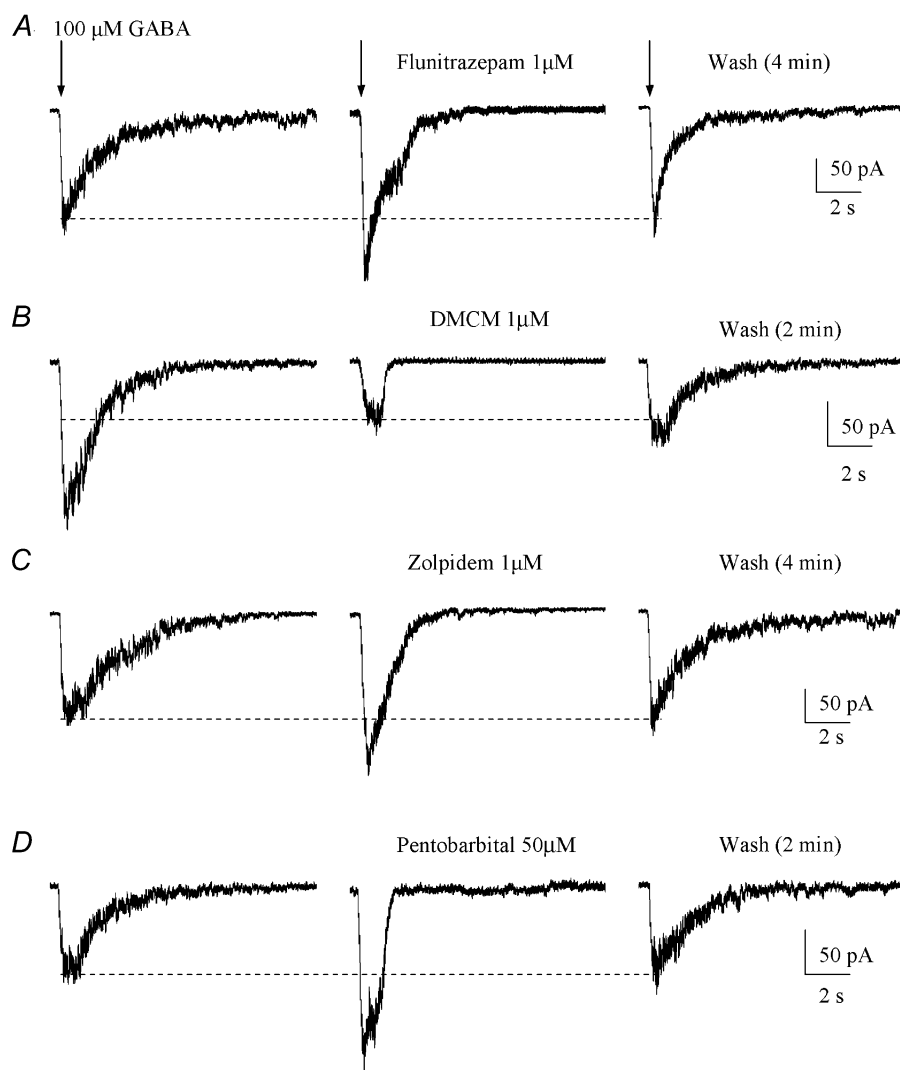 A 100 μM GABA
Flunitrazepam 1μM
Wash (4 min)
50 pA
2 s
B
DMCM 1μM
Wash (2 min)
50 pA
2 s
C
Zolpidem 1μM
Wash (4 min)
50 pA
2 s
D
Pentobarbital 50μM
Wash (2 min)
50 pA
2 s